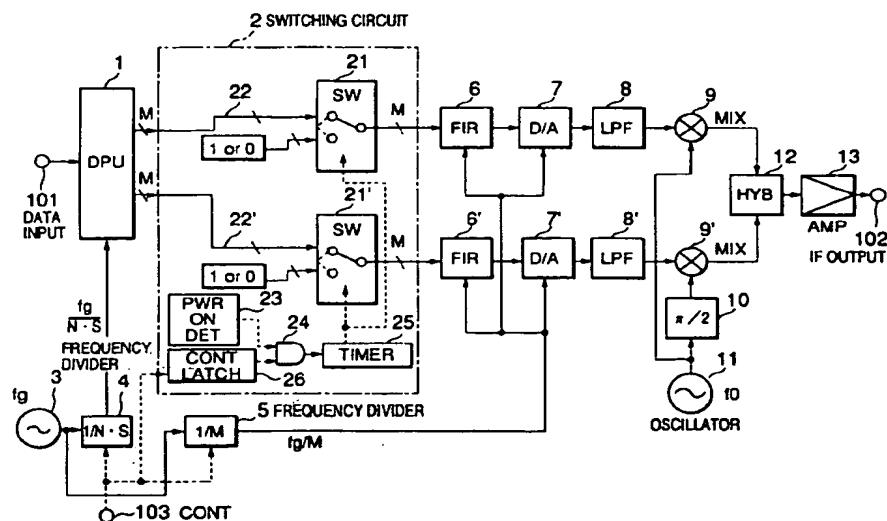 2 SWITCHING CIRCUIT
1
21
6
7
8
9
M
22
SW
M
FIR
D/A
LPF
MIX
DPU
1 or 0
12
13
101
DATA
INPUT
M
21'
HYB
AMP
102
IF OUTPUT
22'
SW
M
6'
7'
8'
9'
FIR
D/A
LPF
MIX
1 or 0
23
PWR
ON
DET
24
25
10
π/2
fg
N · S
FREQUENCY
DIVIDER
TIMER
CONT
LATCH
26
11
3
4
fg
5 FREQUENCY DIVIDER
f0
OSCILLATOR
1/N · S
1/M
fg/M
103 CONT